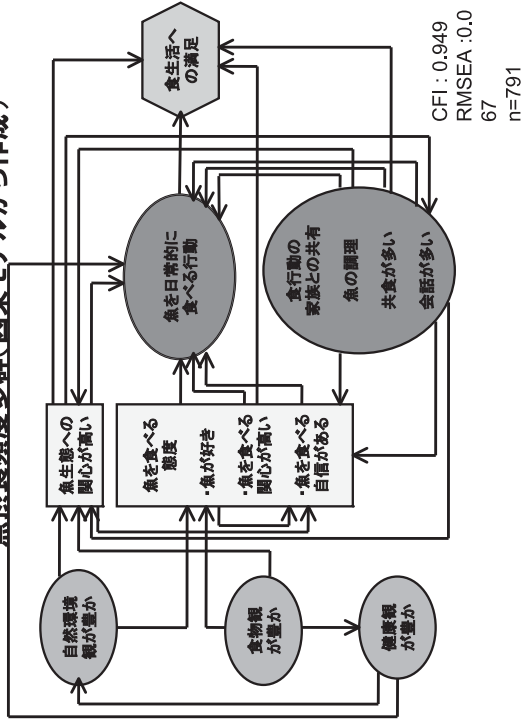 食生活へ
の満足
魚を日常的に
食べる行動
食行動の
家族との共有
魚の調理
共食が多い
会話が多い
魚生態への
関心が高い
魚を食べる
態度
・魚が好き
・魚を食べる
関心が高い
・魚を食べる
自信がある
自然環境
観が豊か
食物観
が豊か
健康観
が豊か
CFI : 0.949
RMSEA :0.0
67
n=791